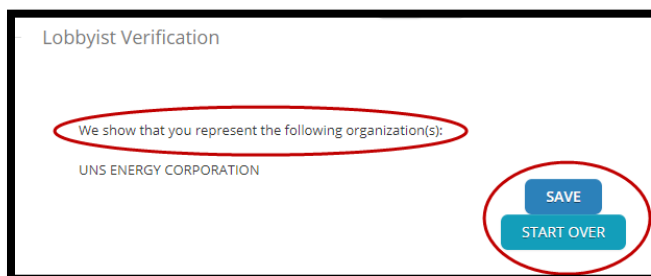 Lobbyist Verification
We show that you represent the following organization(s):
UNS ENERGY CORPORATION
SAVE
START OVER